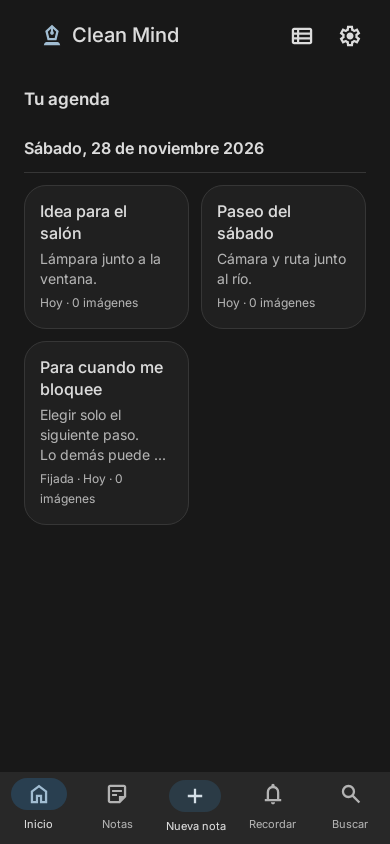 Clean Mind
Tu agenda
Sábado, 28 de noviembre 2026
Idea para el
salón
Lámpara junto a la
ventana.
Hoy · 0 imágenes
Paseo del
sábado
Cámara y ruta junto
al río.
Hoy · 0 imágenes
Para cuando me
bloquee
Elegir solo el
siguiente paso.
Lo demás puede ...
Fijada · Hoy · 0
imágenes
Inicio
Notas
Nueva nota
Recordar
Buscar